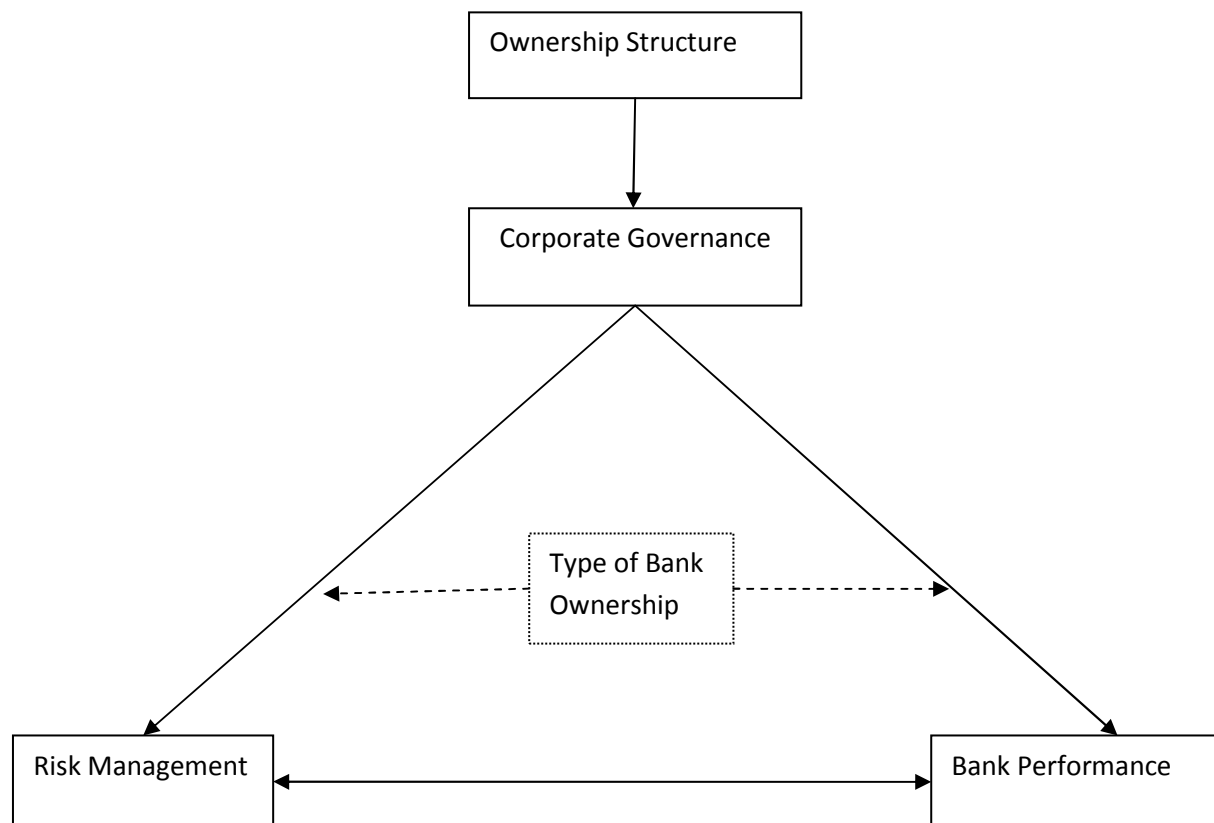 Ownership Structure
Corporate Governance
Type of Bank
Ownership
Risk Management
Bank Performance